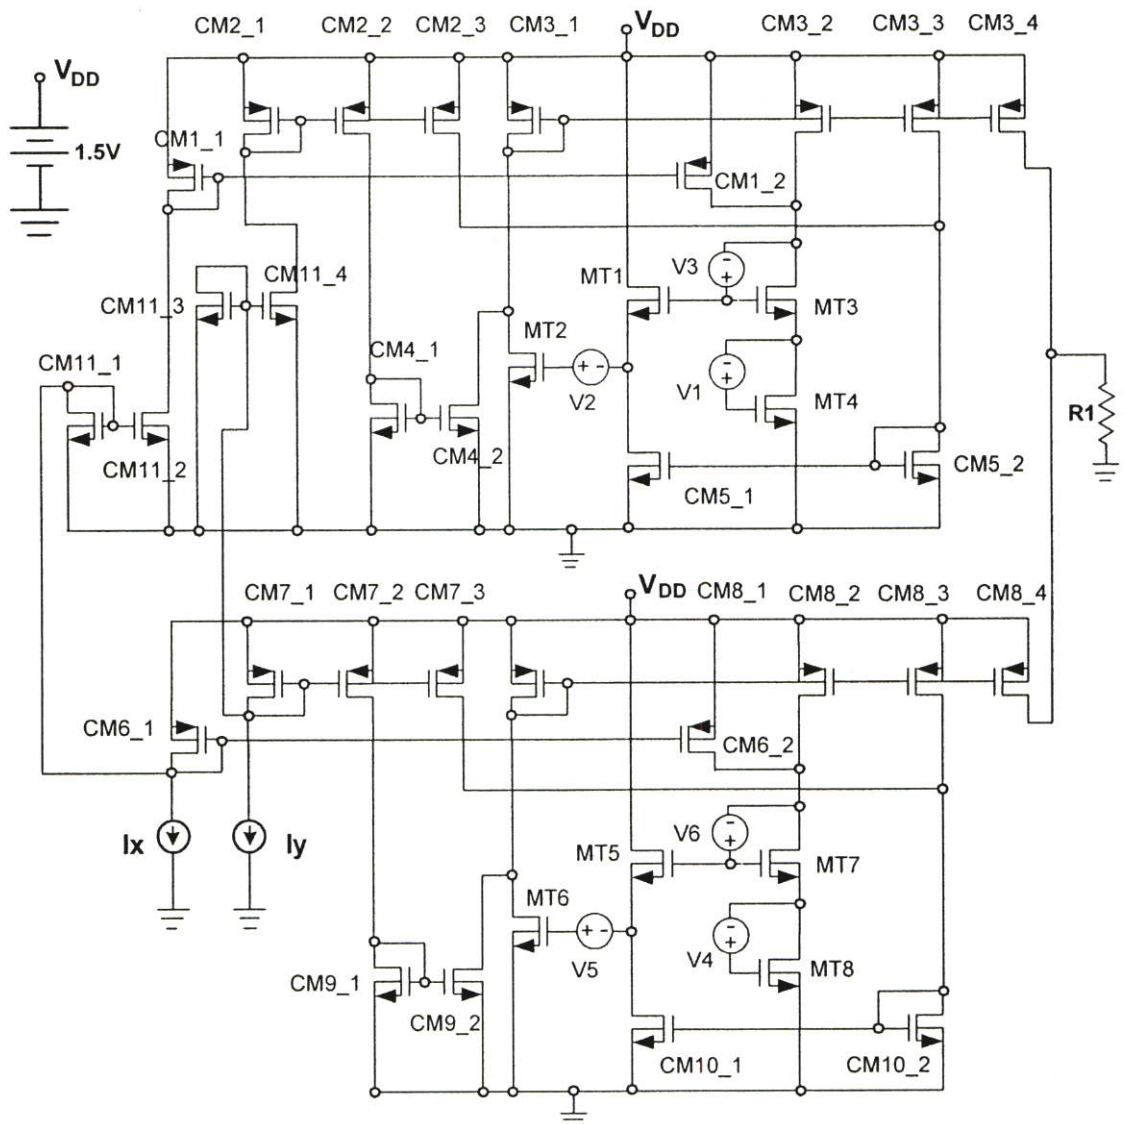 CM2_1 CM2_2 CM2_3 CM3_1 VDD CM3_2 CM3_3 CM3_4
VDD
1.5V
CM1_1
CM1_2
CM11_4
CM11_3
V3
MT1
MT3
MT2
CM11_1
CM4_1
V2
V1
MT4
R1
CM11_2
CM4_2
CM5_1
CM5_2
CM7_1 CM7_2 CM7_3 VDD CM8_1 CM8_2 CM8_3 CM8_4
CM6_1
CM6_2
Ix
Iy
V6
MT5
MT7
MT6
V5
V4
MT8
CM9_1
CM9_2
CM10_1
CM10_2